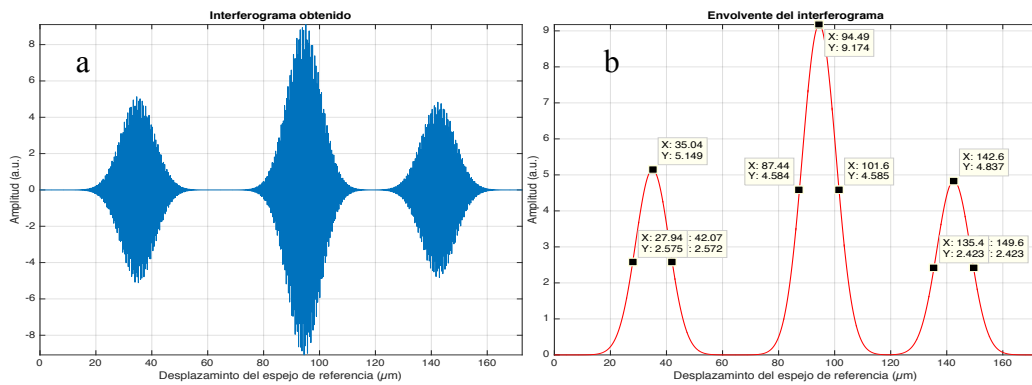 Interferograma obtenido
a
Amplitud (a.u.)
8
6
4
2
0
-2
-4
-6
-8
0 20 40 60 80 100 120 140 160
Desplazaminto del espejo de referencia (µm)
Envolvente del interferograma
b
Amplitud (a.u.)
9
8
7
6
5
4
3
2
1
0
X: 94.49
Y: 9.174
X: 35.04
Y: 5.149
X: 87.44
Y: 4.584
X: 101.6
Y: 4.585
X: 142.6
Y: 4.837
X: 27.94 : 42.07
Y: 2.575 : 2.572
X: 135.4 : 149.6
Y: 2.423 : 2.423
0 20 40 60 80 100 120 140 160
Desplazaminto del espejo de referencia (µm)